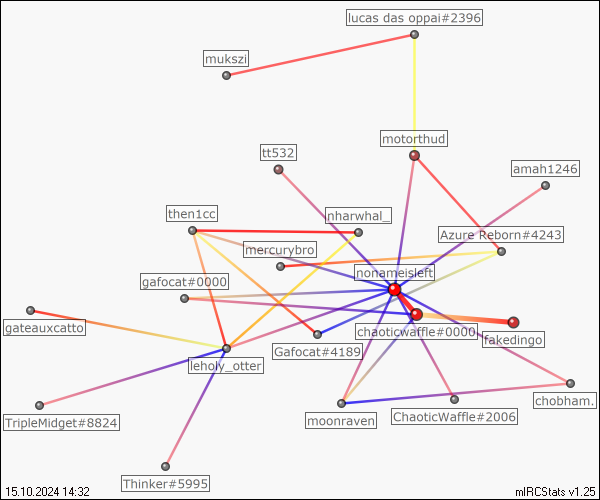 lucas das oppai#2396
mukszi
motorthud
tt532
amah1246
then1cc
nharwhal_
Azure Reborn#4243
mercurybro
nonameisleft
gafocat#0000
gateauxcatto
chaoticwaffle#0000
fakedingo
Gafocat#4189
leholy_otter
chobham.
moonraven
ChaoticWaffle#2006
TripleMidget#8824
Thinker#5995
15.10.2024 14:32
mIRCStats v1.25